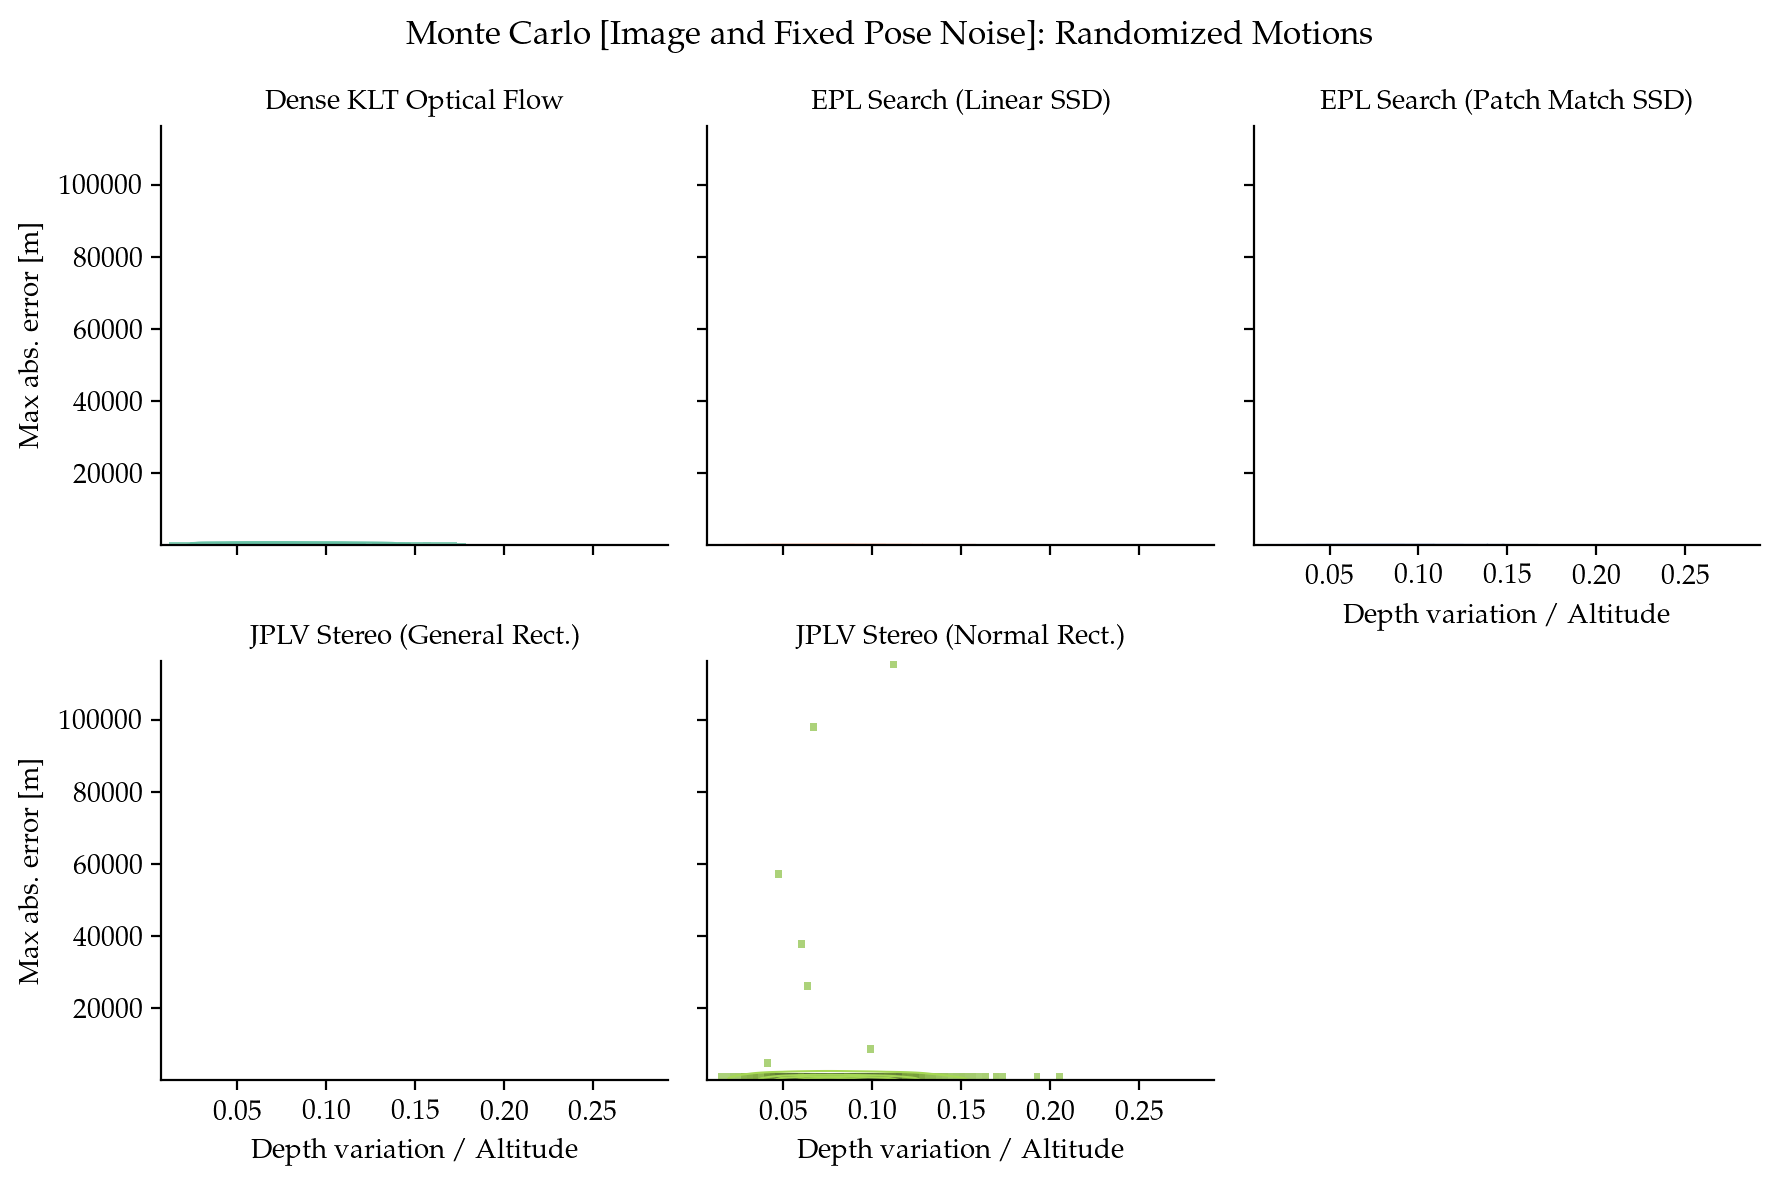 Monte Carlo [Image and Fixed Pose Noise]: Randomized Motions
Dense KLT Optical Flow
EPL Search (Linear SSD)
EPL Search (Patch Match SSD)
Max abs. error [m]
100000
80000
60000
40000
20000
0.05 0.10 0.15 0.20 0.25
Depth variation / Altitude
JPLV Stereo (General Rect.)
JPLV Stereo (Normal Rect.)
Max abs. error [m]
100000
80000
60000
40000
20000
0.05 0.10 0.15 0.20 0.25
Depth variation / Altitude
0.05 0.10 0.15 0.20 0.25
Depth variation / Altitude